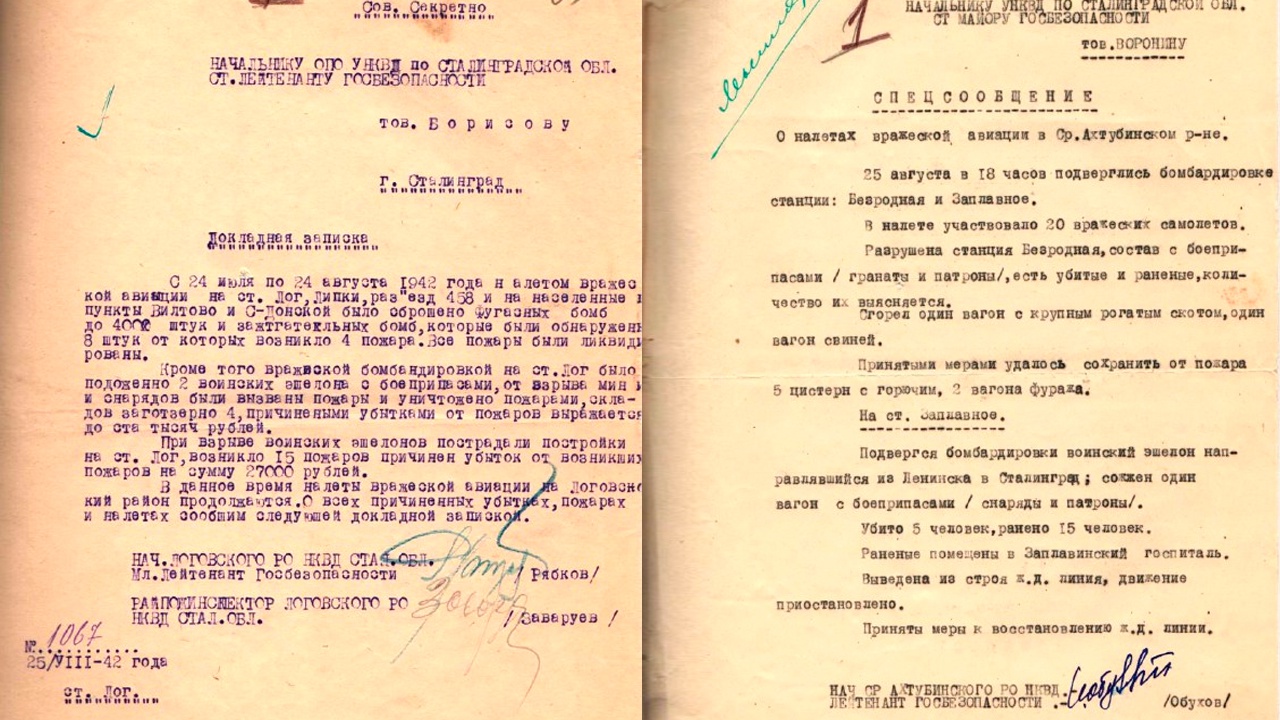 Сов. Секретно
НАЧАЛЬНИКУ ОПО УНКВД по СТАЛИНГРАДСКОЙ ОБЛ.
СТ.ЛЕЙТЕНАНТУ ГОСБЕЗОПАСНОСТИ
тов. Борисову
г. Сталинград
Докладная записка
С 24 июля по 24 августа 1942 года н алетом вражес
кой авиации на ст. Лог,Липки,раз"езд 458 и на населенные
пункты Вилтово и С-Донской было сброшено Фугасных бомб
до 400 штук и зажтгатекльных бомб,которые были обнаружены
8 штук от которых возникло 4 пожара.Все пожары были ликвиди
рованы.
Кроме того вражеской бомбандировкой на ст.Лог было
подоженно 2 воинских эшелона с боеприпасами,от взрыва мин и
и снарядов были вызваны пожары и уничтожено пожарами,скла-
дов заготзерно 4,причинеными убытками от пожаров выражается
до ста тысяч рублей.
При взрыве воинских эшелонов пострадали постройки
на ст. Лог,возникло 15 пожаров причинен убыток от возникших
пожаров на сумму 27000 рублей.
В данное время налеты вражеской авиации на Логовско
кий район продолжаются.О всех причиненных убытках,пожарах
и налетах сообшим следующей докладной запиской.
НАЧ.ЛОГОВСКОГО РО НКВД СТАЛ.ОБЛ.
Мл.Лейтенант Госбезопасности / Рябков/
РАЙПОЖИНСПЕКТОР ЛОГОВСКОГО РО
НКВД СТАЛ.ОБЛ. / Заваруев /
№ 1067
25/VIII-42 года
ст. Лог.
1
НАЧАЛЬНИКУ УНКВД ПО СТАЛИНГРАДСКОЙ ОБЛ.
СТ МАЙОРУ ГОСБЕЗОПАСНОСТИ
тов.ВОРОНИНУ
СПЕЦСООБЩЕНИЕ
О налетах вражеской авиации в Ср.Ахтубинском р-не.
25 августа в 18 часов подверглись бомбардировке
станции: Безродная и Заплавное.
В налете участвовало 20 вражеских самолетов.
Разрушена станция Безродная,состав с боепри-
пасами / гранаты и патроны/,есть убитые и раненые,коли-
чество их выясняется.
Сгорел один вагон с крупным рогатым скотом,один
вагон свиней.
Принятыми мерами удалось сохранить от пожара
5 цистерн с горючим, 2 вагона фуража.
На ст. Заплавное.
Подвергся бомбардировки воинский эшелон нап-
равлявшийся из Ленинска в Сталинград; сожжен один
вагон с боеприпасами / снаряды и патроны/.
Убито 5 человек,ранено 15 человек.
Раненые помещены в Заплавинский госпиталь.
Выведена из строя ж.д. линия, движение
приостановлено.
Приняты меры к восстановлению ж.д. линии.
НАЧ СР АХТУБИНСКОГО РО НКВД
ЛЕЙТЕНАНТ ГОСБЕЗОПАСНОСТИ .- /Обухов/